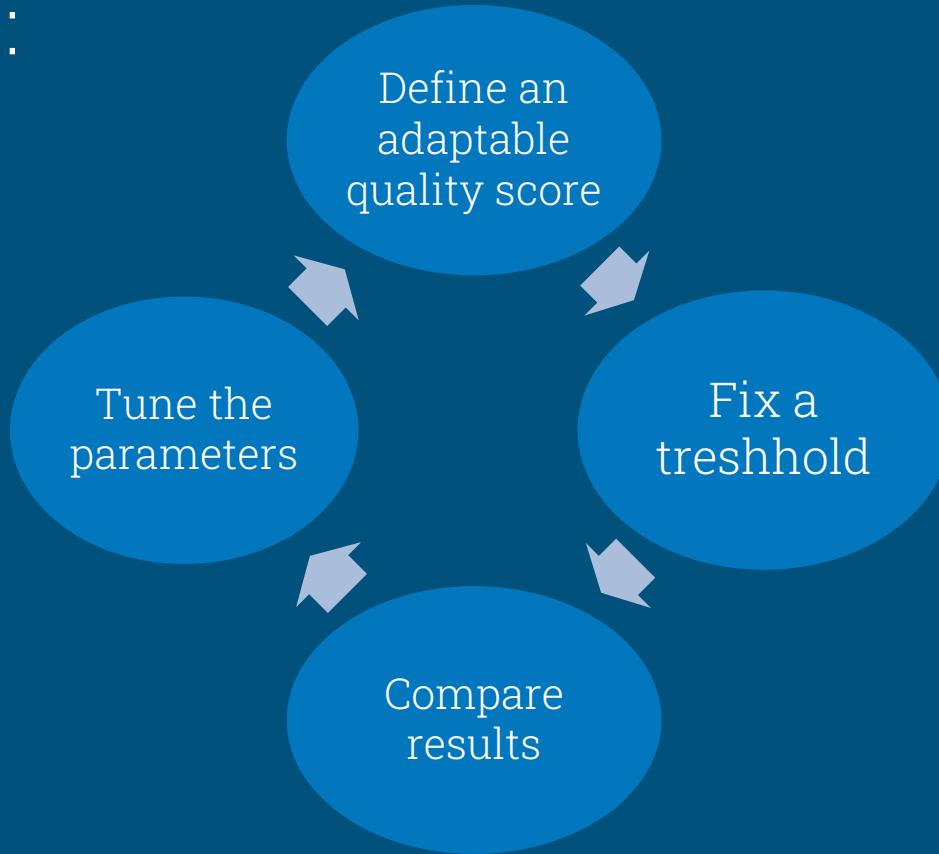 :
Define an
adaptable
quality score
Fix a
treshhold
Compare
results
Tune the
parameters